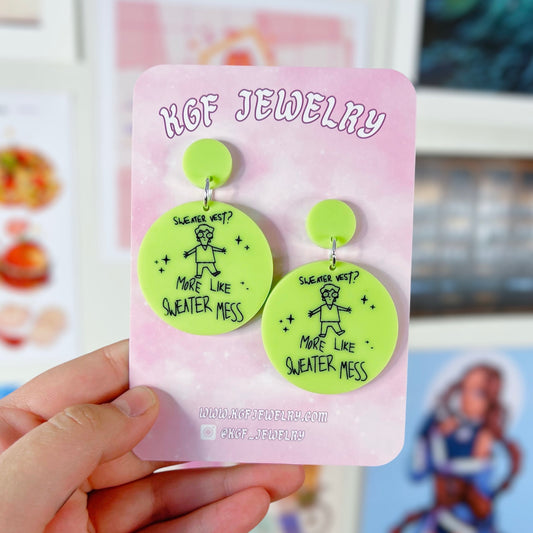 KGF JEWELRY
SWEATER VEST?
MORE LIKE
SWEATER MESS
SWEATER VEST?
MORE LIKE
SWEATER MESS
WWW.KGFJEWELRY.COM
@KGF_JEWELRY